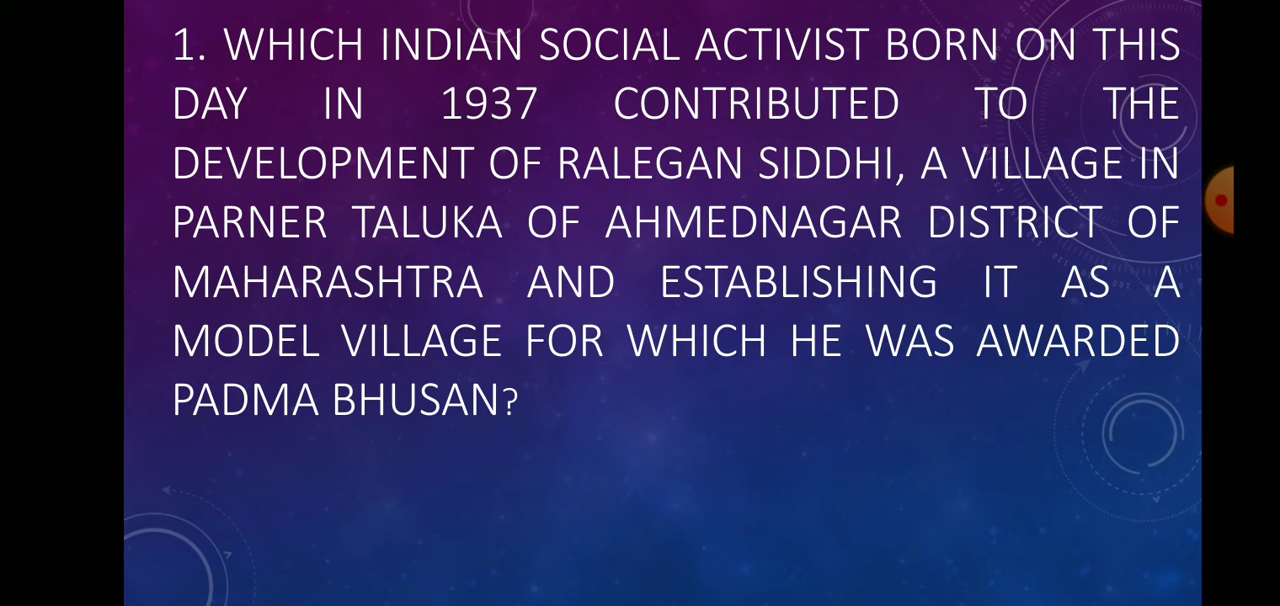 1. WHICH INDIAN SOCIAL ACTIVIST BORN ON THIS
DAY IN 1937 CONTRIBUTED TO THE
DEVELOPMENT OF RALEGAN SIDDHI, A VILLAGE IN
PARNER TALUKA OF AHMEDNAGAR DISTRICT OF
MAHARASHTRA AND ESTABLISHING IT AS A
MODEL VILLAGE FOR WHICH HE WAS AWARDED
PADMA BHUSAN?